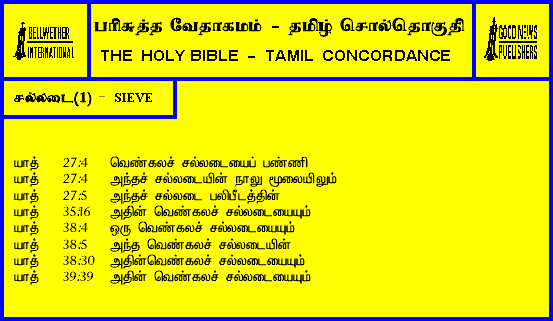 BELLWETHER
INTERNATIONAL
பரிசுத்த வேதாகமம் - தமிழ் சொல்தொகுதி
THE HOLY BIBLE - TAMIL CONCORDANCE
GOOD NEWS
PUBLISHERS
சல்லடை(1) - SIEVE
யாத் 27:4 வெண்கலச் சல்லடையைப் பண்ணி
யாத் 27:4 அந்தச் சல்லடையின் நாலு மூலையிலும்
யாத் 27:5 அந்தச் சல்லடை பலிபீடத்தின்
யாத் 35:16 அதின் வெண்கலச் சல்லடையையும்
யாத் 38:4 ஒரு வெண்கலச் சல்லடையையும்
யாத் 38:5 அந்த வெண்கலச் சல்லடையின்
யாத் 38:30 அதின்வெண்கலச் சல்லடையையும்
யாத் 39:39 அதின் வெண்கலச் சல்லடையையும்